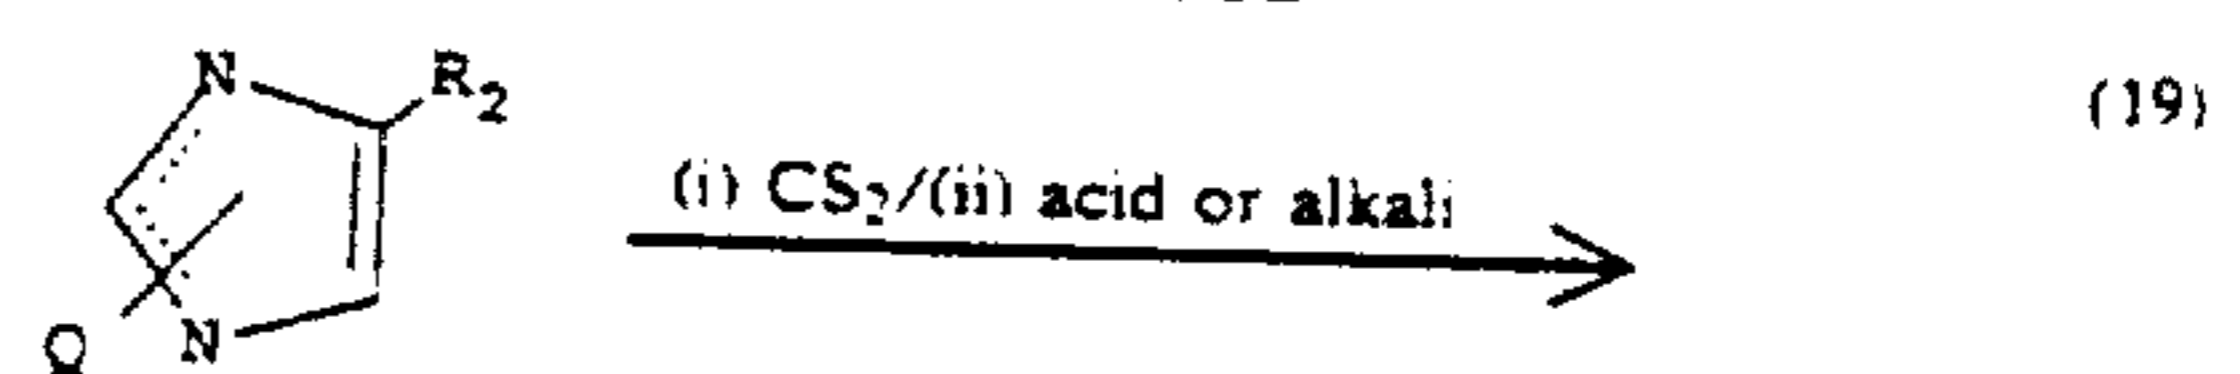 N R₂ (19)
(i) CS₂/(ii) acid or alkali
Q N